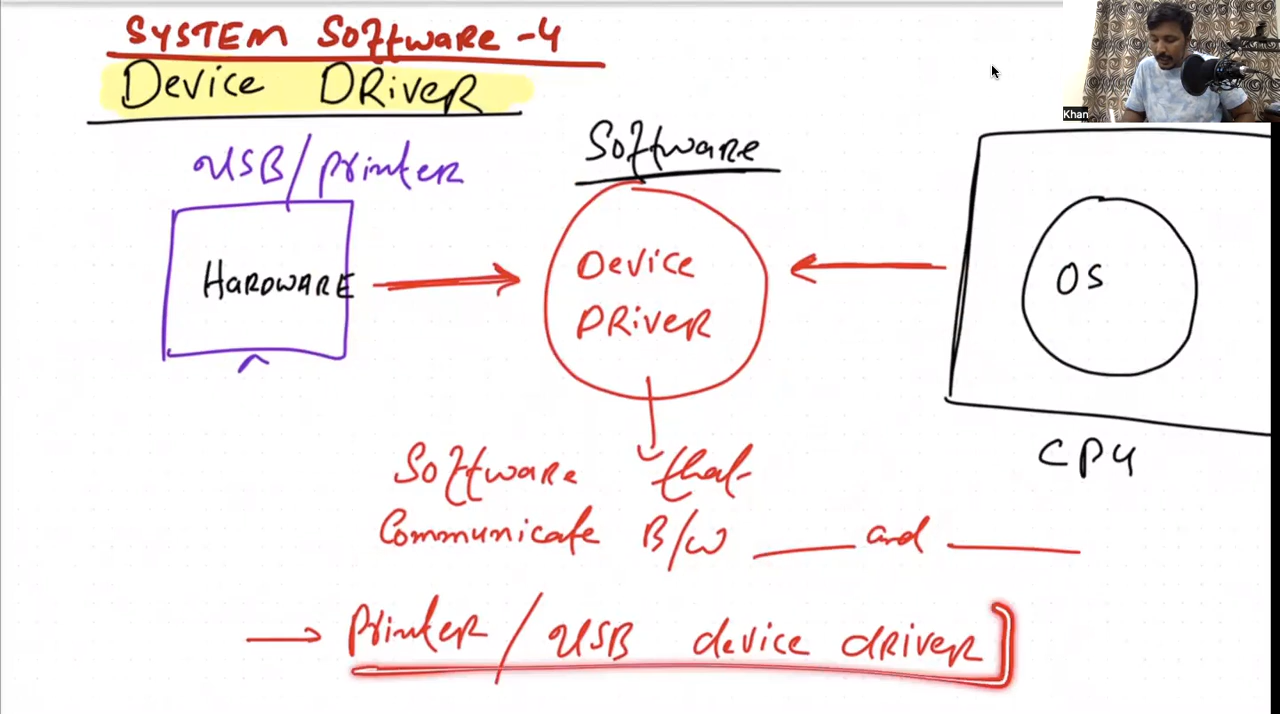 SYSTEM Software -4
Device DRiveR
USB/printer
Software
HARDWARE
Device
DRiveR
OS
CPU
Software that
Communicate B/W ____ and ____
→ Printer / USB device driver
Khan